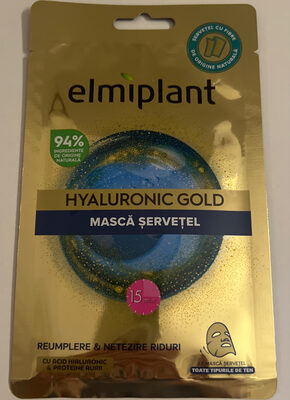 ȘERVEȚEL CU FIBRE
DE ORIGINE NATURALĂ
elmiplant
94%
INGREDIENTE
DE ORIGINE
NATURALĂ
HYALURONIC GOLD
MASCĂ ȘERVEȚEL
15
REUMPLERE & NETEZIRE RIDURI
CU ACID HIALURONIC
& PROTEINE AURII
MASCĂ ȘERVEȚEL
TOATE TIPURILE DE TEN